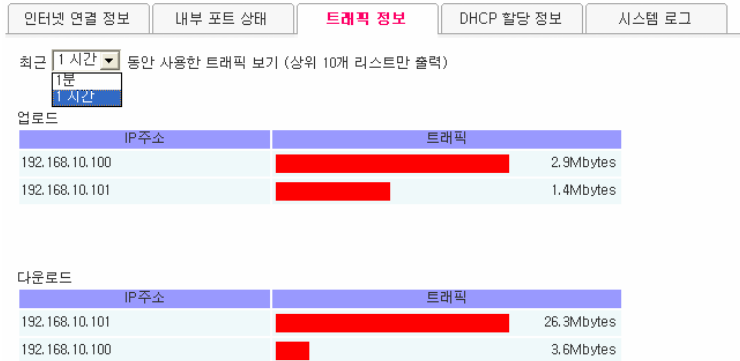 인터넷 연결 정보 내부 포트 상태 트래픽 정보 DHCP 할당 정보 시스템 로그
최근 1 시간 동안 사용한 트래픽 보기 (상위 10개 리스트만 출력)
1분
1 시간
업로드
IP주소 트래픽
192.168.10.100 2.9Mbytes
192.168.10.101 1.4Mbytes
다운로드
IP주소 트래픽
192.168.10.101 26.3Mbytes
192.168.10.100 3.6Mbytes